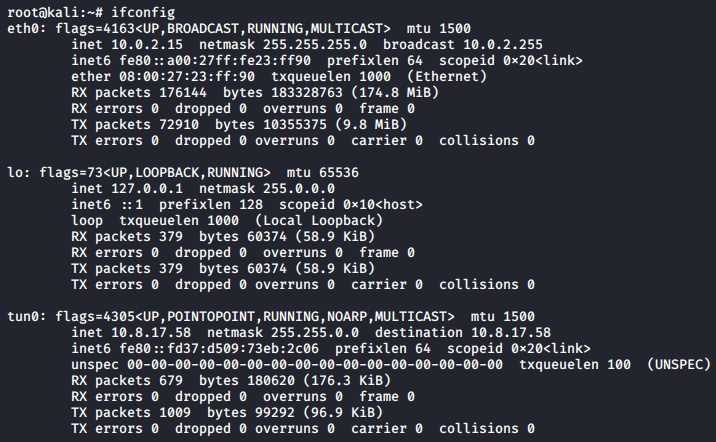 root@kali:~# ifconfig
eth0: flags=4163<UP,BROADCAST,RUNNING,MULTICAST>  mtu 1500
        inet 10.0.2.15  netmask 255.255.255.0  broadcast 10.0.2.255
        inet6 fe80::a00:27ff:fe23:ff90  prefixlen 64  scopeid 0×20<link>
        ether 08:00:27:23:ff:90  txqueuelen 1000  (Ethernet)
        RX packets 176144  bytes 183328763 (174.8 MiB)
        RX errors 0  dropped 0  overruns 0  frame 0
        TX packets 72910  bytes 10355375 (9.8 MiB)
        TX errors 0  dropped 0 overruns 0  carrier 0  collisions 0

lo: flags=73<UP,LOOPBACK,RUNNING>  mtu 65536
        inet 127.0.0.1  netmask 255.0.0.0
        inet6 ::1  prefixlen 128  scopeid 0×10<host>
        loop  txqueuelen 1000  (Local Loopback)
        RX packets 379  bytes 60374 (58.9 KiB)
        RX errors 0  dropped 0  overruns 0  frame 0
        TX packets 379  bytes 60374 (58.9 KiB)
        TX errors 0  dropped 0 overruns 0  carrier 0  collisions 0

tun0: flags=4305<UP,POINTOPOINT,RUNNING,NOARP,MULTICAST>  mtu 1500
        inet 10.8.17.58  netmask 255.255.0.0  destination 10.8.17.58
        inet6 fe80::fd37:d509:73eb:2c06  prefixlen 64  scopeid 0×20<link>
        unspec 00-00-00-00-00-00-00-00-00-00-00-00-00-00-00-00  txqueuelen 100  (UNSPEC)
        RX packets 679  bytes 180620 (176.3 KiB)
        RX errors 0  dropped 0  overruns 0  frame 0
        TX packets 1009  bytes 99292 (96.9 KiB)
        TX errors 0  dropped 0 overruns 0  carrier 0  collisions 0